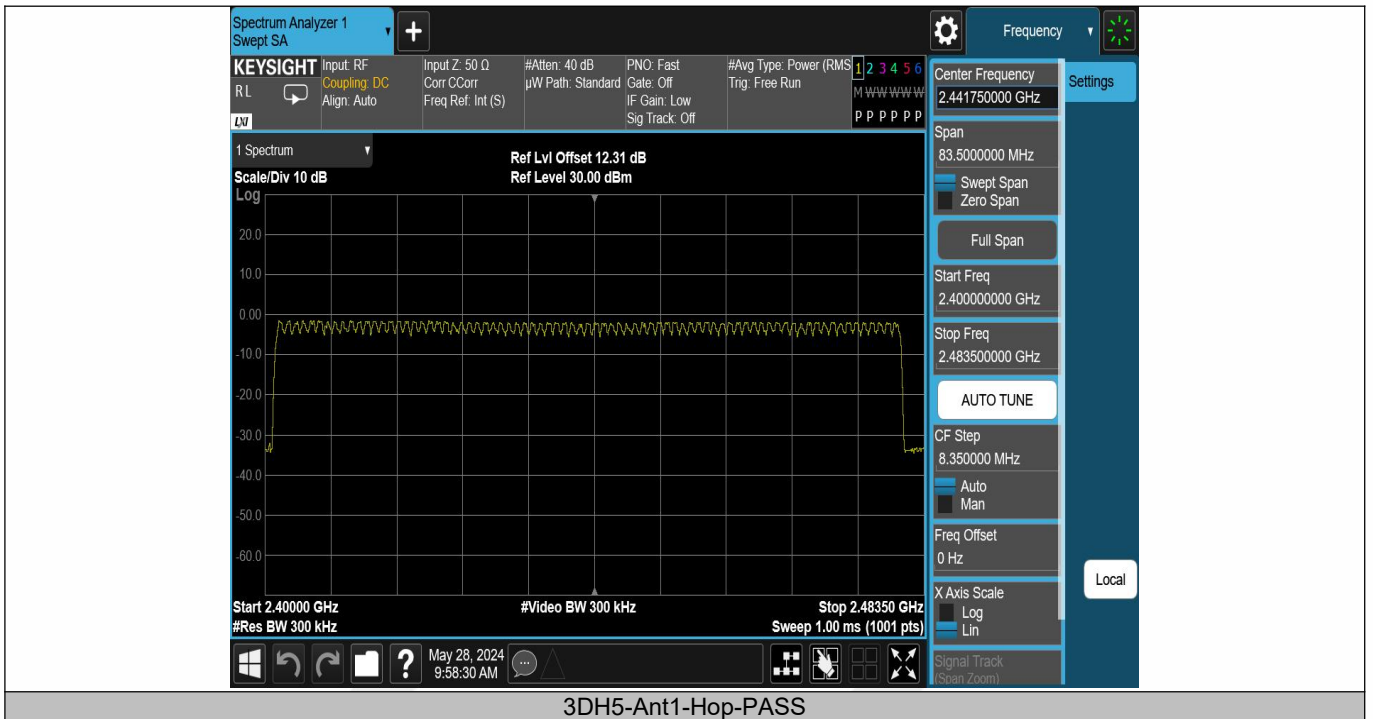 Spectrum Analyzer 1
Swept SA
+
Frequency
KEYSIGHT
RL
LXI
Input: RF
Coupling: DC
Align: Auto
Input Z: 50 Ω
Corr CCorr
Freq Ref: Int (S)
#Atten: 40 dB
µW Path: Standard
PNO: Fast
Gate: Off
IF Gain: Low
Sig Track: Off
#Avg Type: Power (RMS
Trig: Free Run
1 2 3 4 5 6
M W W W W W
P P P P P P
1 Spectrum
Scale/Div 10 dB
Ref Lvl Offset 12.31 dB
Ref Level 30.00 dBm
Log
20.0
10.0
0.00
-10.0
-20.0
-30.0
-40.0
-50.0
-60.0
Start 2.40000 GHz
#Res BW 300 kHz
#Video BW 300 kHz
Stop 2.48350 GHz
Sweep 1.00 ms (1001 pts)
Center Frequency
2.441750000 GHz
Settings
Span
83.5000000 MHz
Swept Span
Zero Span
Full Span
Start Freq
2.400000000 GHz
Stop Freq
2.483500000 GHz
AUTO TUNE
CF Step
8.350000 MHz
Auto
Man
Freq Offset
0 Hz
X Axis Scale
Log
Lin
Signal Track
(Span Zoom)
Local
?
May 28, 2024
9:58:30 AM
3DH5-Ant1-Hop-PASS